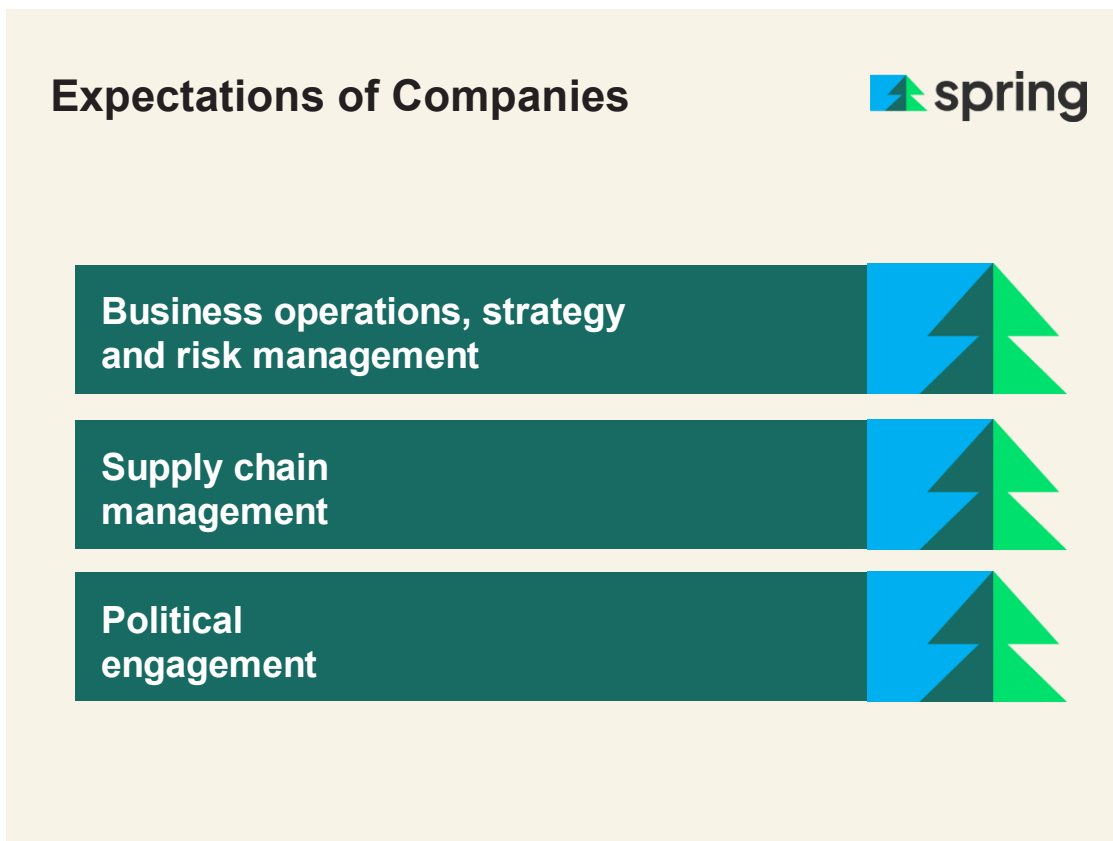 Expectations of Companies
spring
Business operations, strategy
and risk management
Supply chain
management
Political
engagement